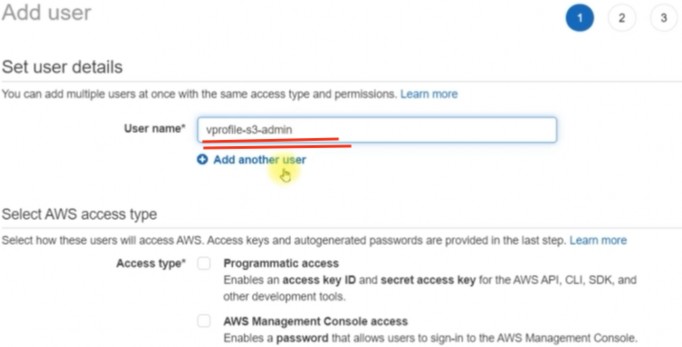 Add user
1 2 3
Set user details
You can add multiple users at once with the same access type and permissions. Learn more
User name* vprofile-s3-admin
Add another user
Select AWS access type
Select how these users will access AWS. Access keys and autogenerated passwords are provided in the last step. Learn more
Access type* Programmatic access
Enables an access key ID and secret access key for the AWS API, CLI, SDK, and
other development tools.
AWS Management Console access
Enables a password that allows users to sign-in to the AWS Management Console.